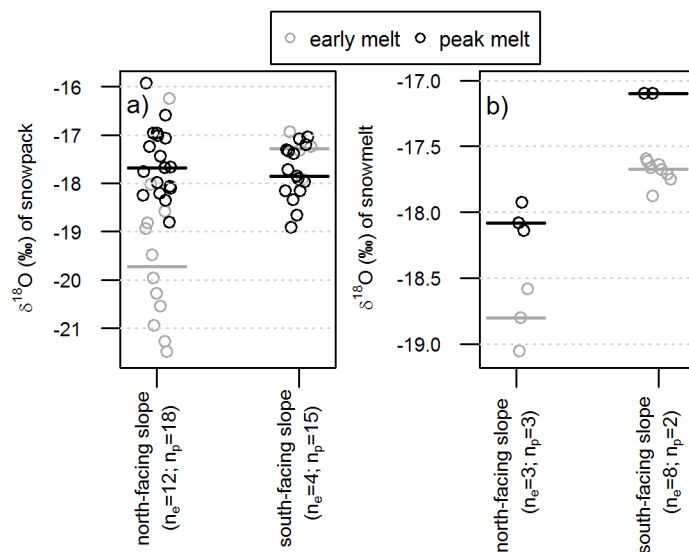 early melt peak melt
a)
δ¹⁸O (‰) of snowpack
-16
-17
-18
-19
-20
-21
north-facing slope
(nₑ=12; nₚ=18)
south-facing slope
(nₑ=4; nₚ=15)
b)
δ¹⁸O (‰) of snowmelt
-17.0
-17.5
-18.0
-18.5
-19.0
north-facing slope
(nₑ=3; nₚ=3)
south-facing slope
(nₑ=8; nₚ=2)